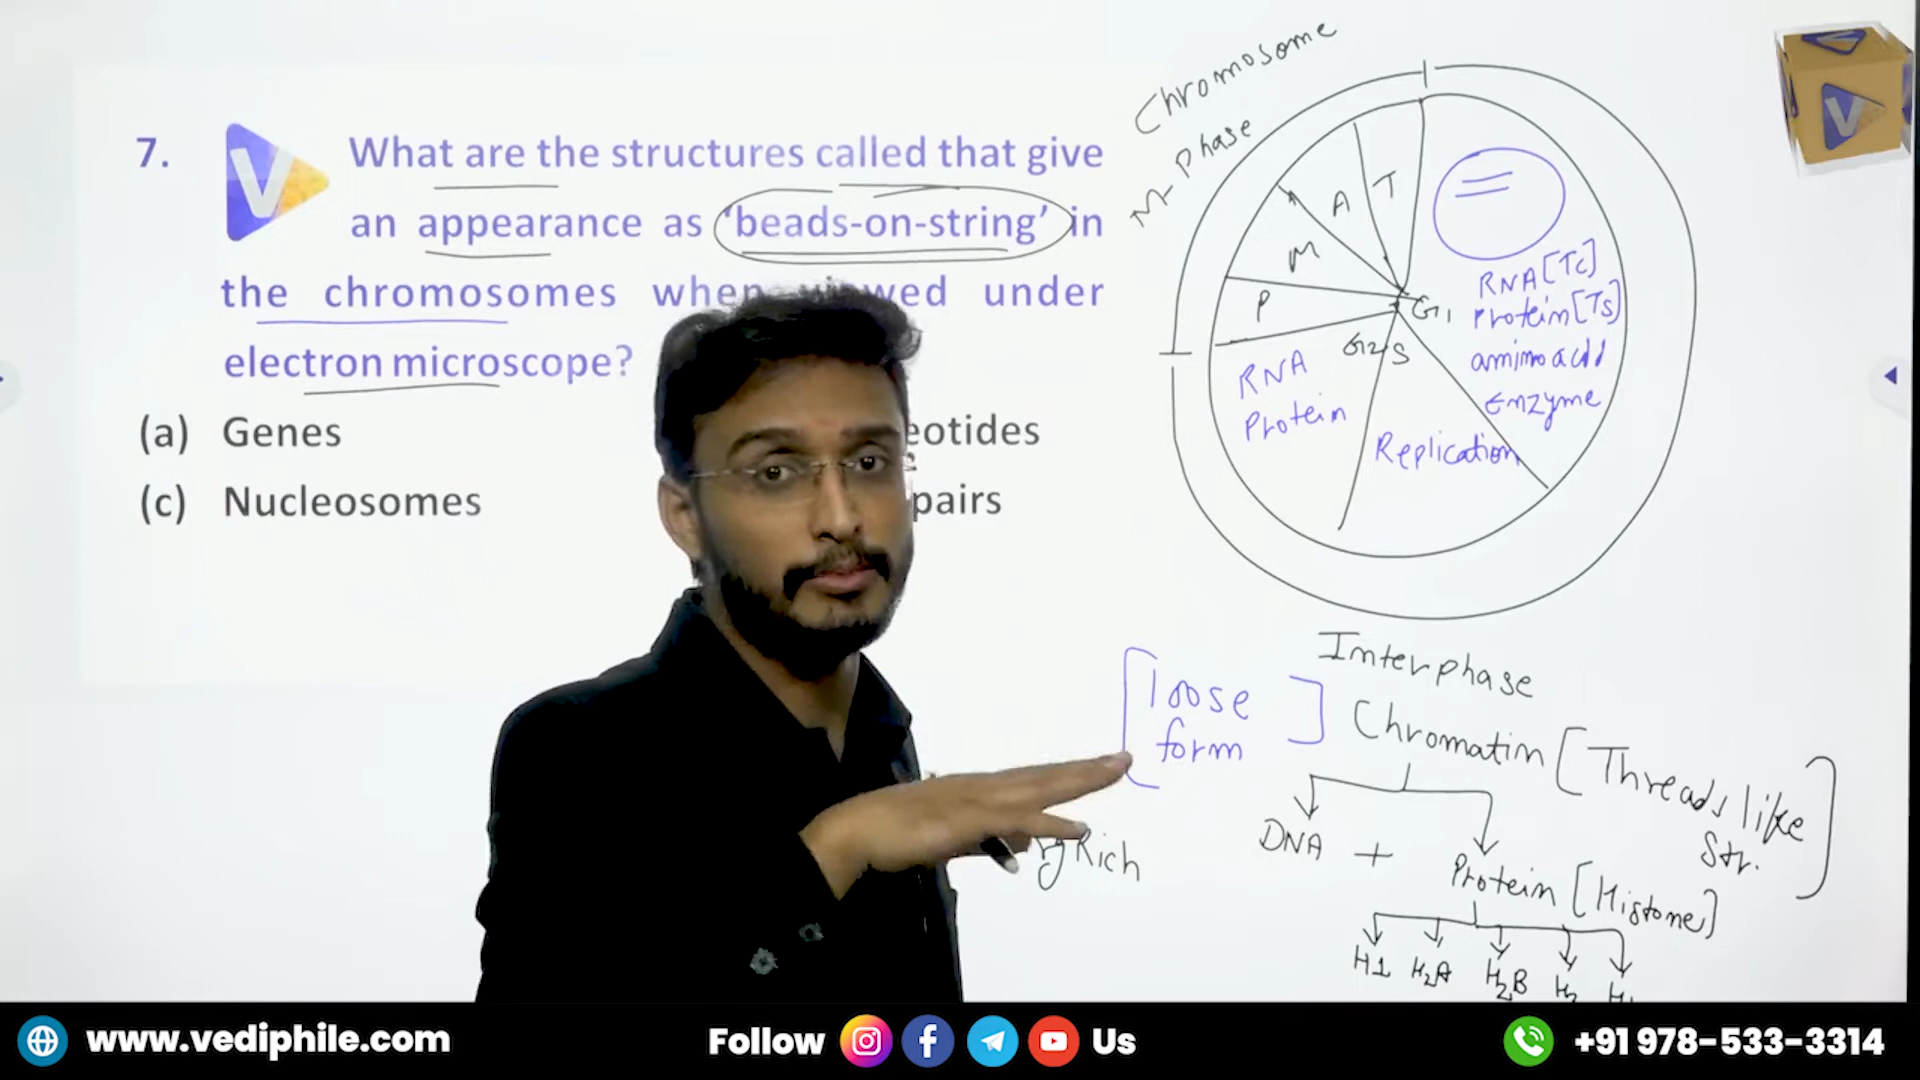 7. What are the structures called that give
an appearance as 'beads-on-string' in
the chromosomes when viewed under
electron microscope?
(a) Genes
eotides
(c) Nucleosomes
pairs
Chromosome
M-Phase
T
A
M
P
G1
G2
S
RNA [Tc]
Protein [Ts]
amino acid
Enzyme
RNA
Protein
Replication
Interphase
[loose
form]
Chromatin [Threads like
Str.]
DNA + Protein [Histone]
Rich
H1 H2A H2B
www.vediphile.com
Follow Us
+91 978-533-3314